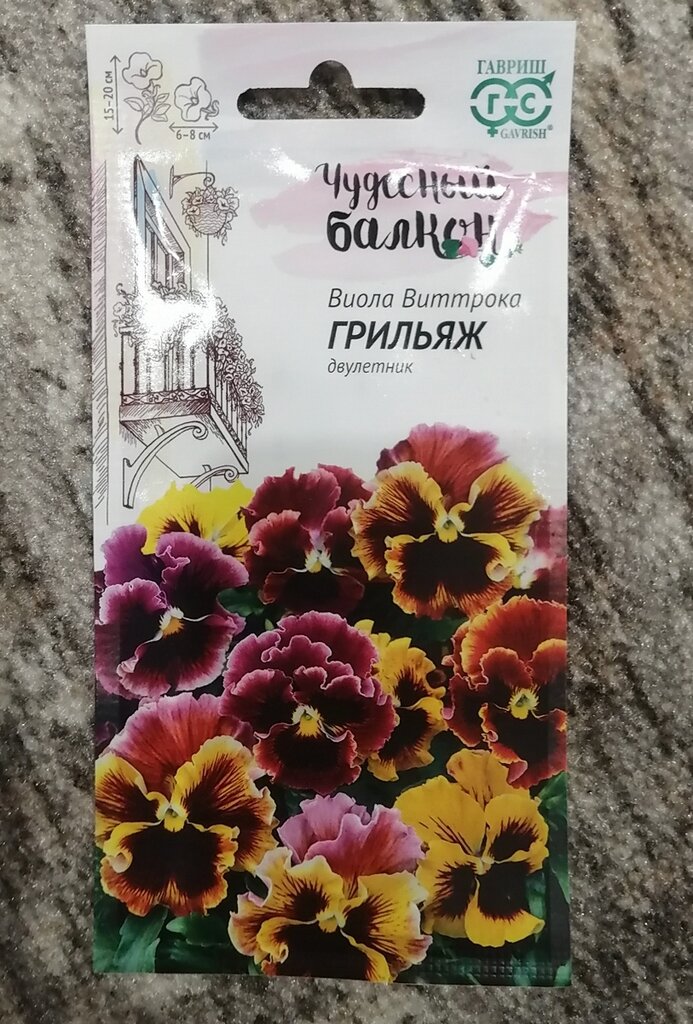 15–20 см
6–8 см
ГАВРИШ
Г С
GAVRISH®
Чудесный
балкон
Виола Виттрока
ГРИЛЬЯЖ
двулетник